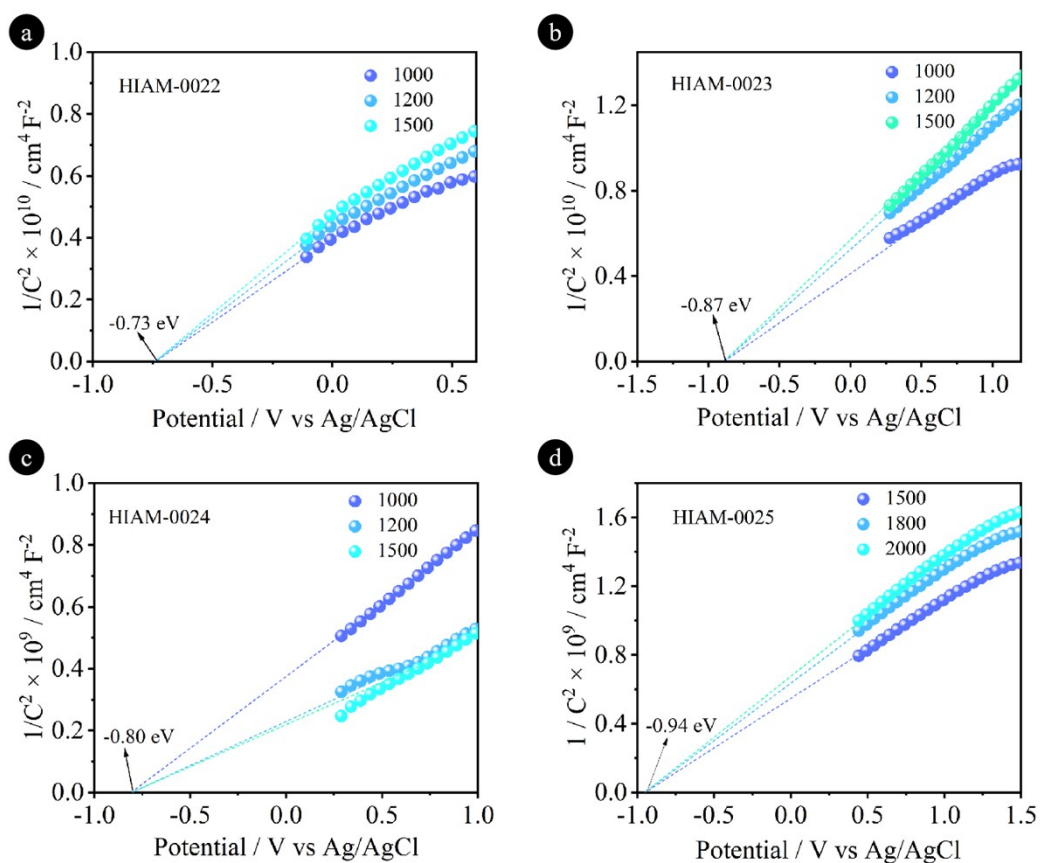 a
1/C² × 10¹⁰ / cm⁴ F⁻²
1.0
0.8
0.6
0.4
0.2
0.0
HIAM-0022
1000
1200
1500
-0.73 eV
-1.0 -0.5 0.0 0.5
Potential / V vs Ag/AgCl
b
1/C² × 10¹⁰ / cm⁴ F⁻²
1.2
0.8
0.4
0.0
HIAM-0023
1000
1200
1500
-0.87 eV
-1.5 -1.0 -0.5 0.0 0.5 1.0
Potential / V vs Ag/AgCl
c
1/C² × 10⁹ / cm⁴ F⁻²
1.0
0.8
0.6
0.4
0.2
0.0
HIAM-0024
1000
1200
1500
-0.80 eV
-1.0 -0.5 0.0 0.5 1.0
Potential / V vs Ag/AgCl
d
1 / C² × 10⁹ / cm⁴ F⁻²
1.6
1.2
0.8
0.4
0.0
HIAM-0025
1500
1800
2000
-0.94 eV
-1.0 -0.5 0.0 0.5 1.0 1.5
Potential / V vs Ag/AgCl